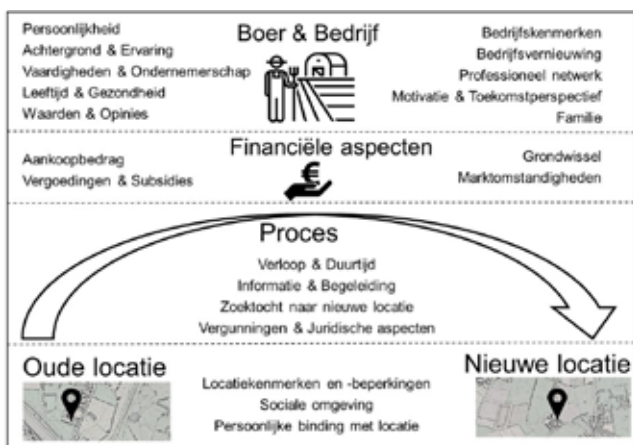 Boer & Bedrijf
Persoonlijkheid
Achtergrond & Ervaring
Vaardigheden & Ondernemerschap
Leeftijd & Gezondheid
Waarden & Opinies
Bedrijfskenmerken
Bedrijfsvernieuwing
Professioneel netwerk
Motivatie & Toekomstperspectief
Familie
Financiële aspecten
Aankoopbedrag
Vergoedingen & Subsidies
€
Grondwissel
Marktomstandigheden
Proces
Verloop & Duurtijd
Informatie & Begeleiding
Zoektocht naar nieuwe locatie
Vergunningen & Juridische aspecten
Oude locatie
Locatiekenmerken en -beperkingen
Sociale omgeving
Persoonlijke binding met locatie
Nieuwe locatie